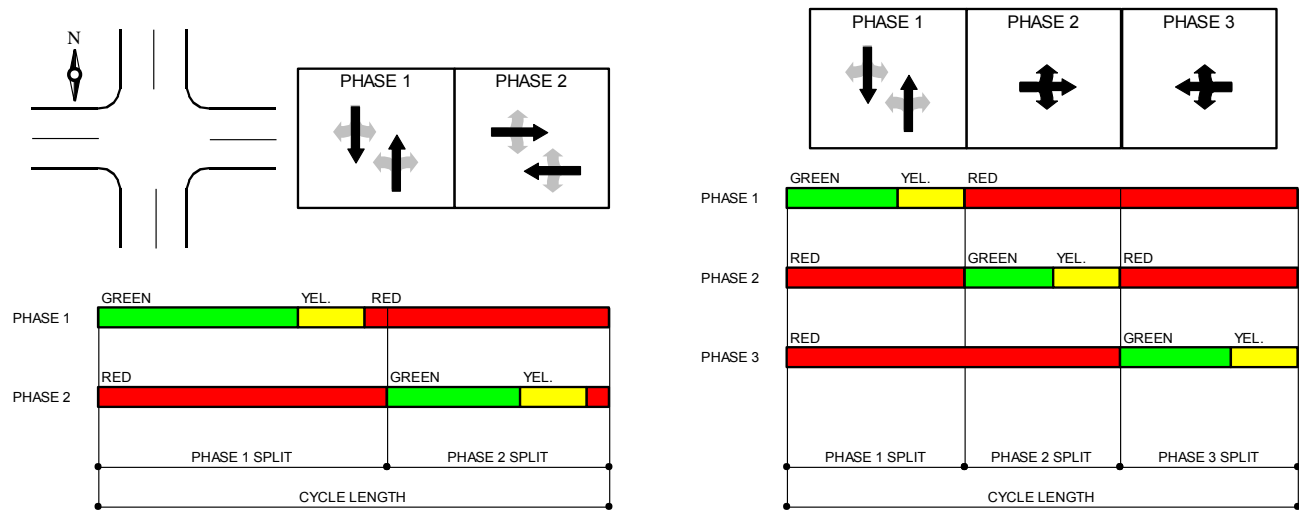 N
PHASE 1 PHASE 2
GREEN YEL. RED
PHASE 1
RED GREEN YEL.
PHASE 2
PHASE 1 SPLIT PHASE 2 SPLIT
CYCLE LENGTH
PHASE 1 PHASE 2 PHASE 3
GREEN YEL. RED
PHASE 1
RED GREEN YEL. RED
PHASE 2
RED GREEN YEL.
PHASE 3
PHASE 1 SPLIT PHASE 2 SPLIT PHASE 3 SPLIT
CYCLE LENGTH